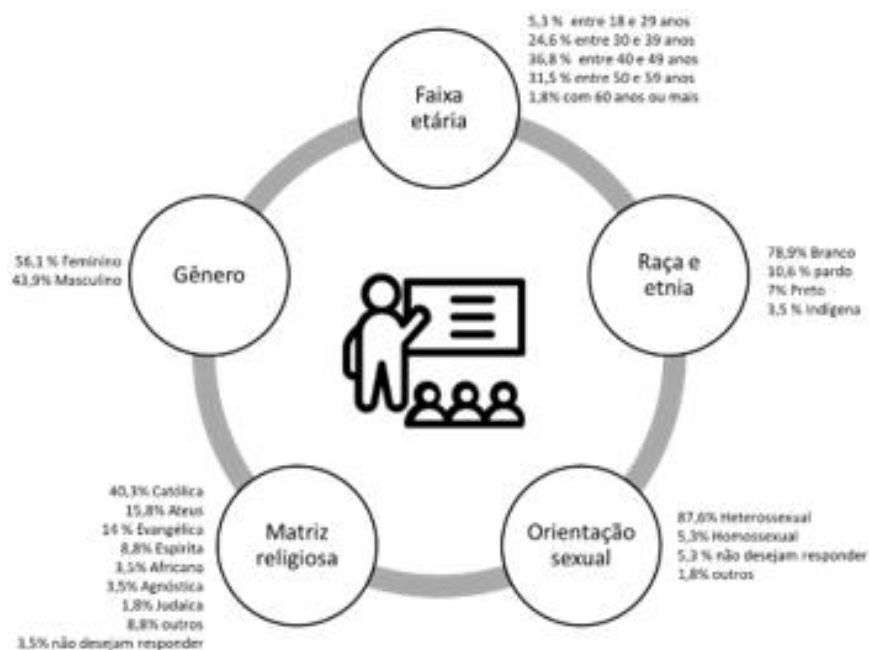 5,3 % entre 18 e 29 anos
24,6 % entre 30 e 39 anos
36,8 % entre 40 e 49 anos
31,5 % entre 50 e 59 anos
1,8% com 60 anos ou mais
Faixa
etária
Raça e
etnia
78,9% Branco
10,6 % pardo
7% Preto
3,5 % Indígena
Orientação
sexual
87,6% Heterossexual
5,3% Homossexual
5,3 % não desejam responder
1,8% outros
Matriz
religiosa
40,3% Católica
15,8% Ateus
14 % Evangélica
8,8% Espírita
3,5% Africana
3,5% Agnóstica
1,8% Judaica
8,8% outros
3,5% não desejam responder
Gênero
56,1 % Feminino
43,9% Masculino